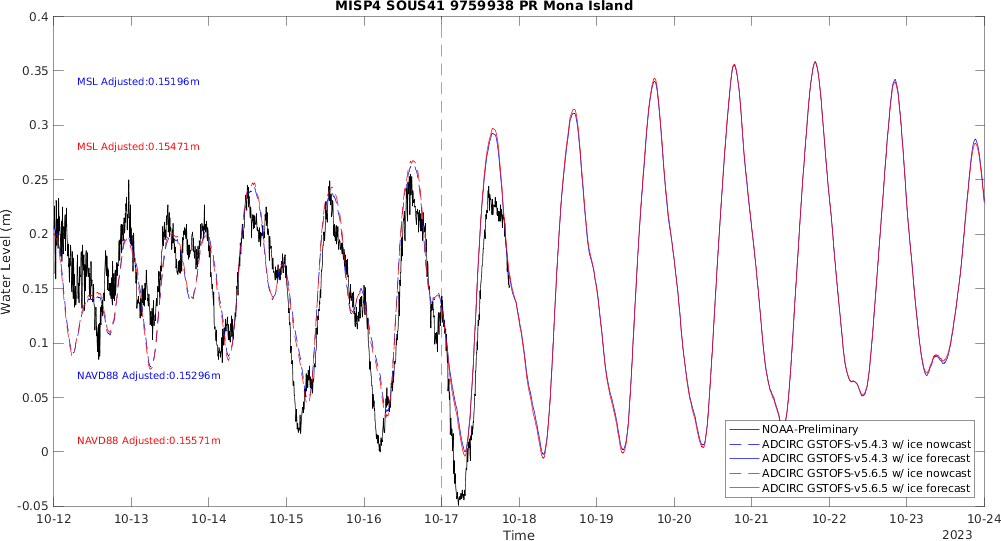 MISP4 SOUS41 9759938 PR Mona Island
Water Level (m)
0.4
0.35
0.3
0.25
0.2
0.15
0.1
0.05
0
-0.05
MSL Adjusted:0.15196m
MSL Adjusted:0.15471m
NAVD88 Adjusted:0.15296m
NAVD88 Adjusted:0.15571m
NOAA-Preliminary
ADCIRC GSTOFS-v5.4.3 w/ ice nowcast
ADCIRC GSTOFS-v5.4.3 w/ ice forecast
ADCIRC GSTOFS-v5.6.5 w/ ice nowcast
ADCIRC GSTOFS-v5.6.5 w/ ice forecast
10-12 10-13 10-14 10-15 10-16 10-17 10-18 10-19 10-20 10-21 10-22 10-23 10-24
Time
2023